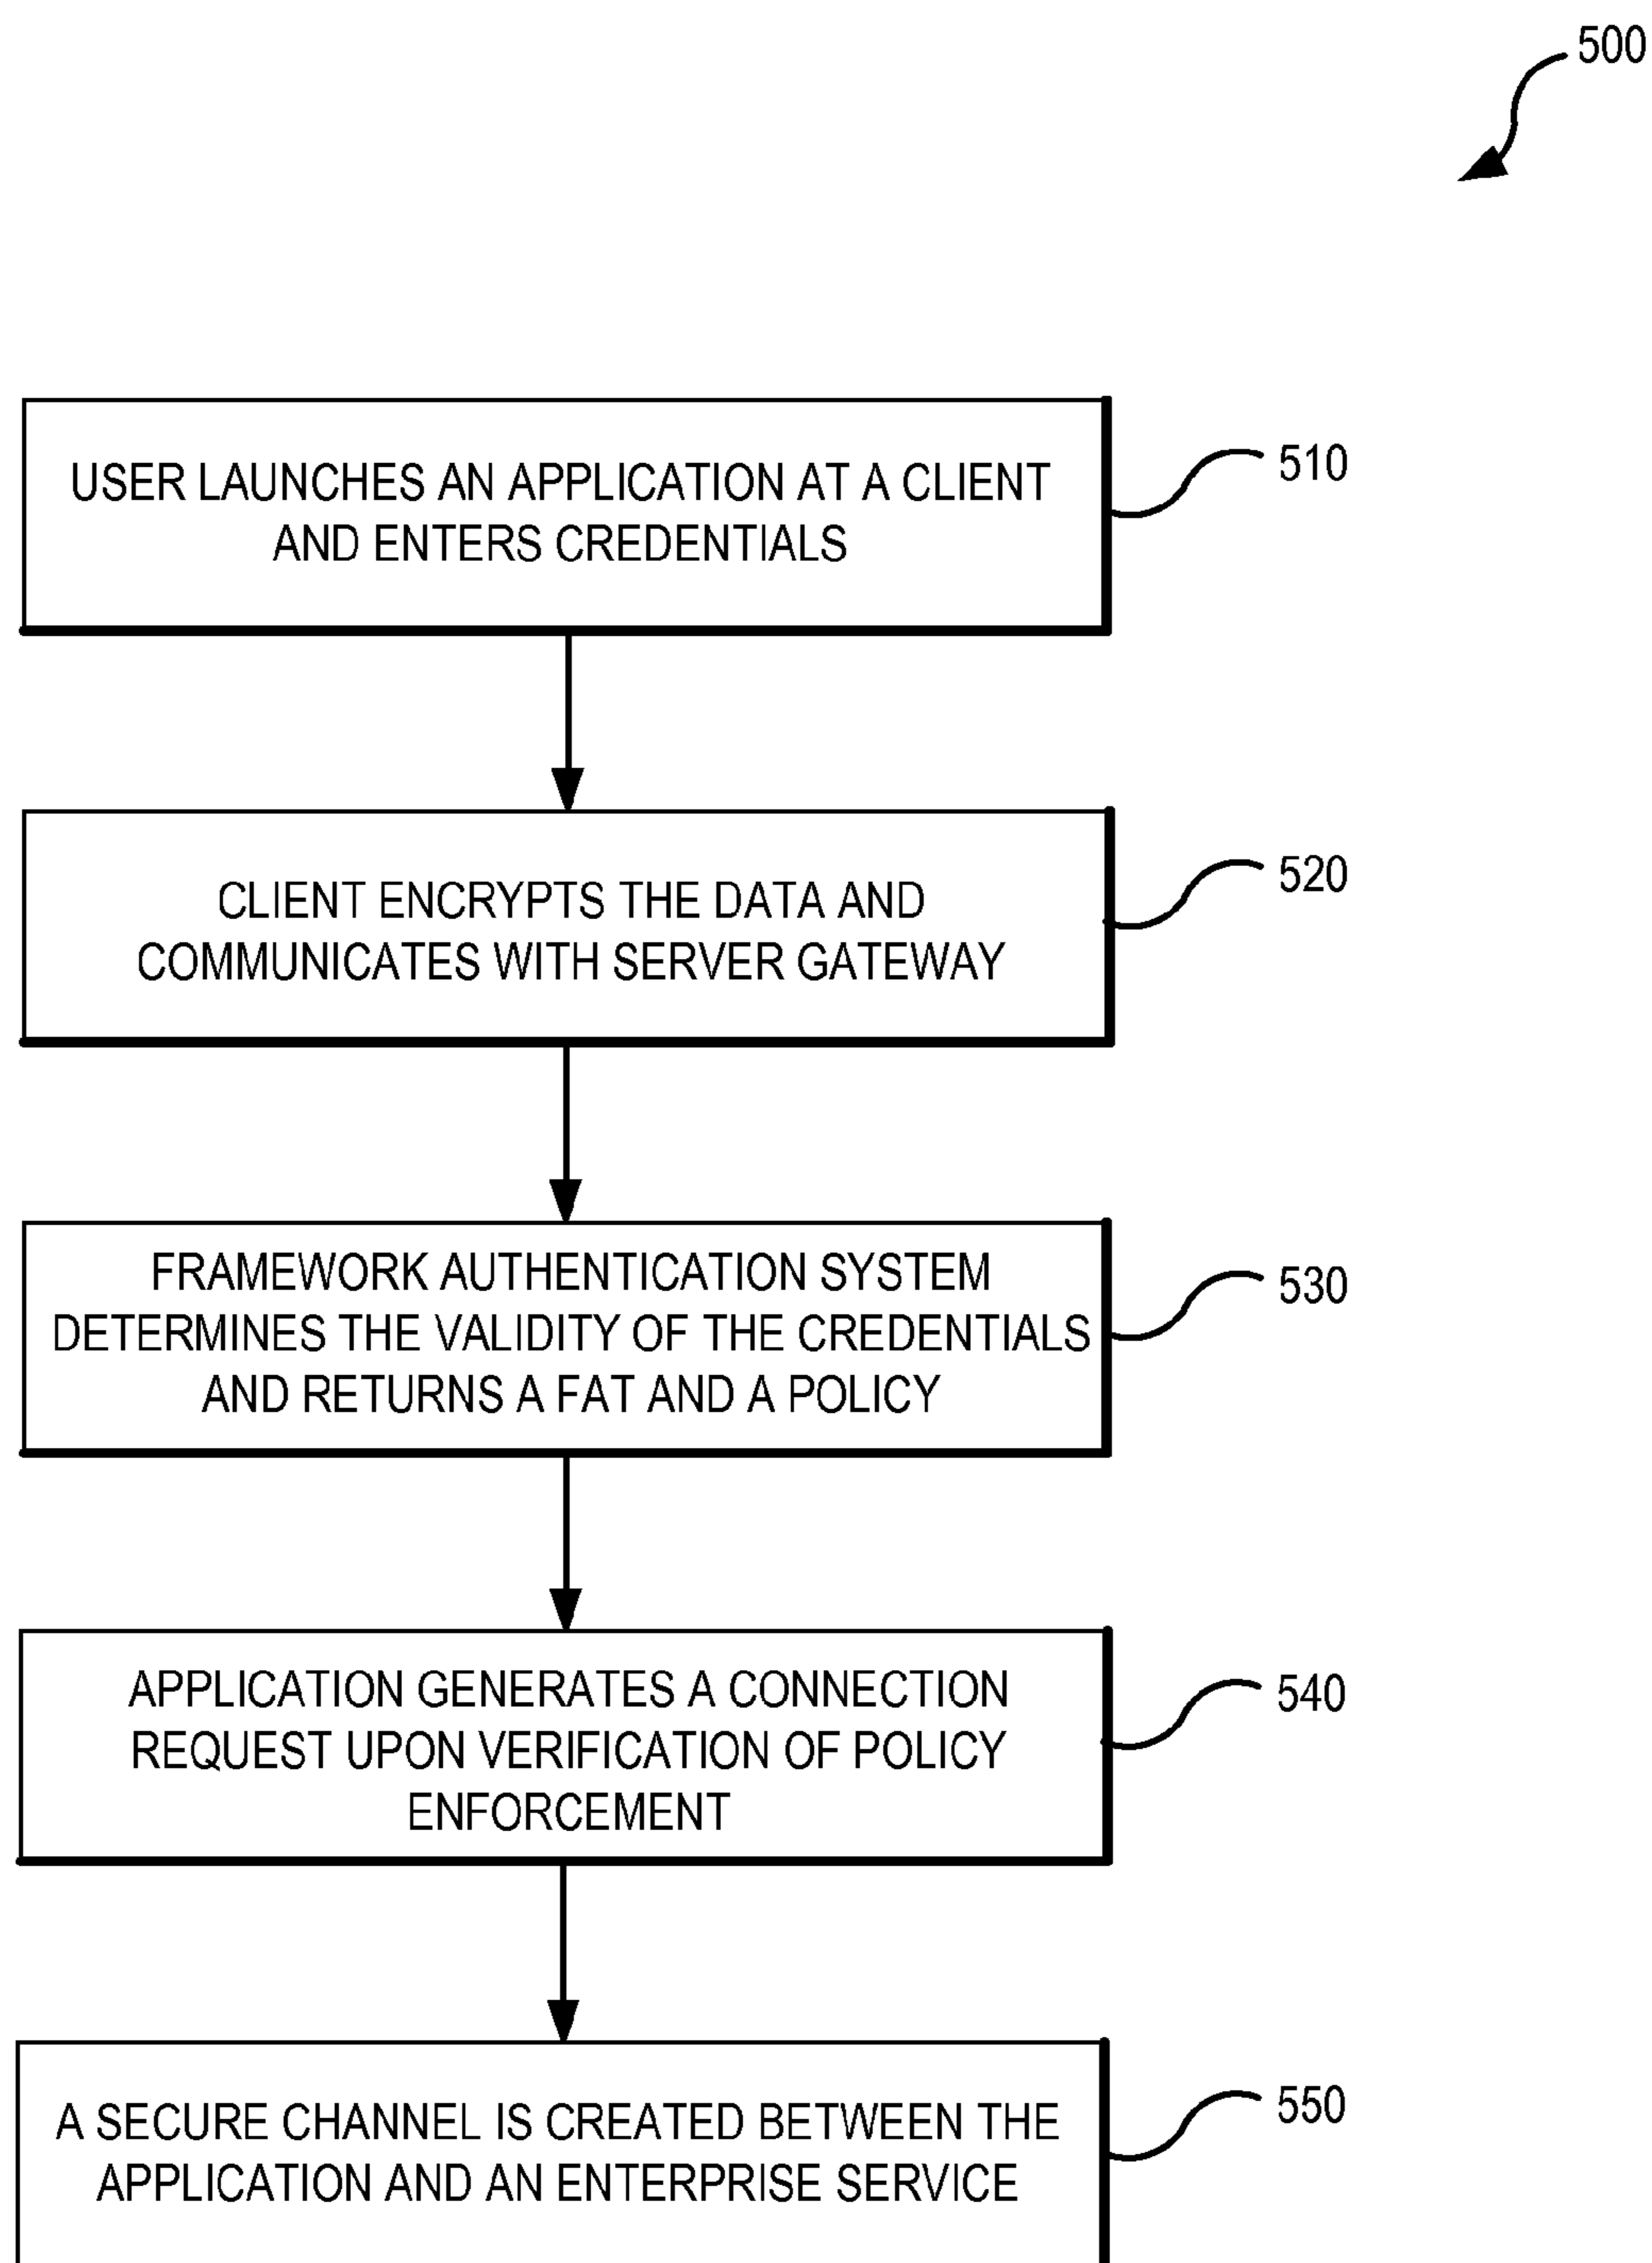 500
USER LAUNCHES AN APPLICATION AT A CLIENT
AND ENTERS CREDENTIALS
510
CLIENT ENCRYPTS THE DATA AND
COMMUNICATES WITH SERVER GATEWAY
520
FRAMEWORK AUTHENTICATION SYSTEM
DETERMINES THE VALIDITY OF THE CREDENTIALS
AND RETURNS A FAT AND A POLICY
530
APPLICATION GENERATES A CONNECTION
REQUEST UPON VERIFICATION OF POLICY
ENFORCEMENT
540
A SECURE CHANNEL IS CREATED BETWEEN THE
APPLICATION AND AN ENTERPRISE SERVICE
550